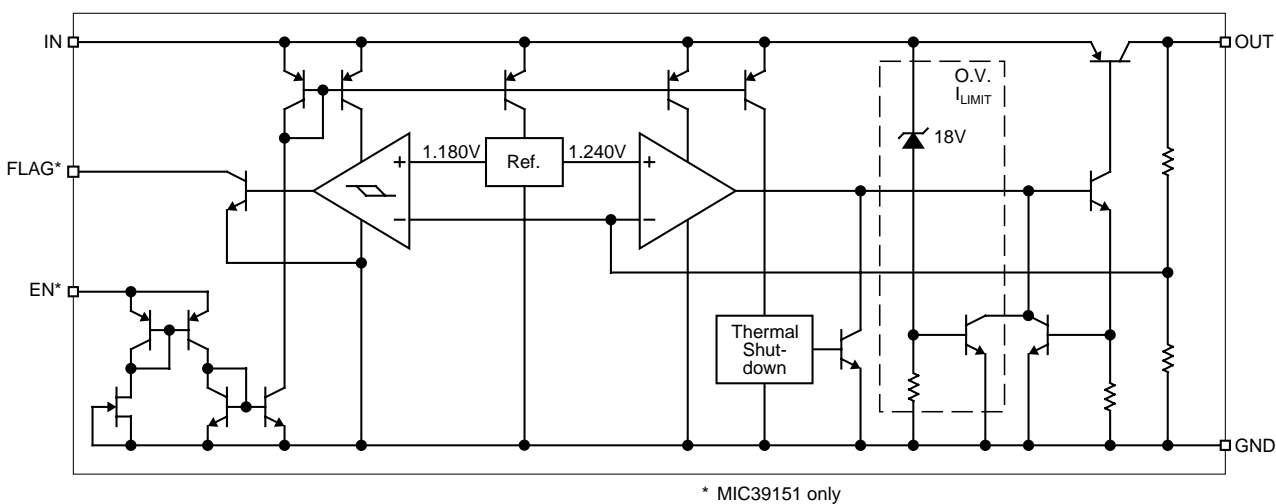 IN
OUT
O.V.
ILIMIT
18V
FLAG*
+
1.180V
Ref.
1.240V
+
−
−
EN*
Thermal
Shut-
down
GND
* MIC39151 only